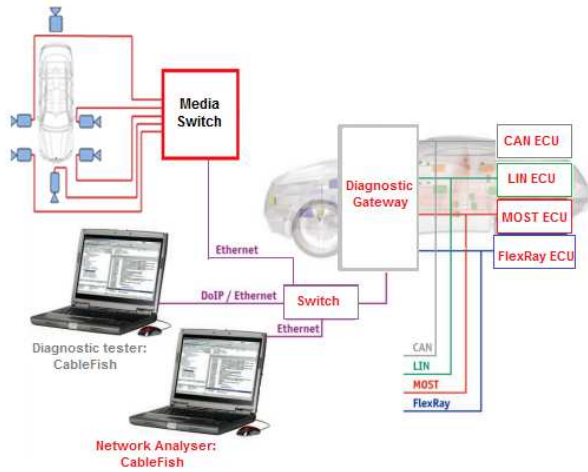 Media
Switch
CAN ECU
LIN ECU
Diagnostic
Gateway
MOST ECU
FlexRay ECU
Ethernet
DoIP / Ethernet
Switch
Ethernet
Diagnostic tester:
CableFish
CAN
LIN
MOST
FlexRay
Network Analyser:
CableFish